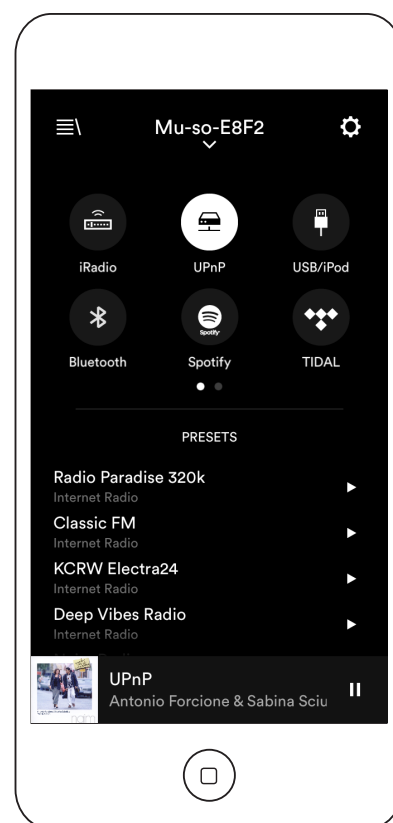 Mu-so-E8F2
iRadio UPnP USB/iPod
Spotify
Bluetooth Spotify TIDAL
PRESETS
Radio Paradise 320k
Internet Radio
Classic FM
Internet Radio
KCRW Electra24
Internet Radio
Deep Vibes Radio
Internet Radio
UPnP
Antonio Forcione & Sabina Sciu
naim